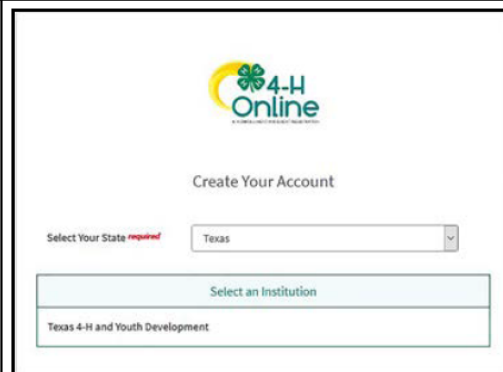 4-H
Online
Create Your Account
Select Your State required
Texas
Select an Institution
Texas 4-H and Youth Development